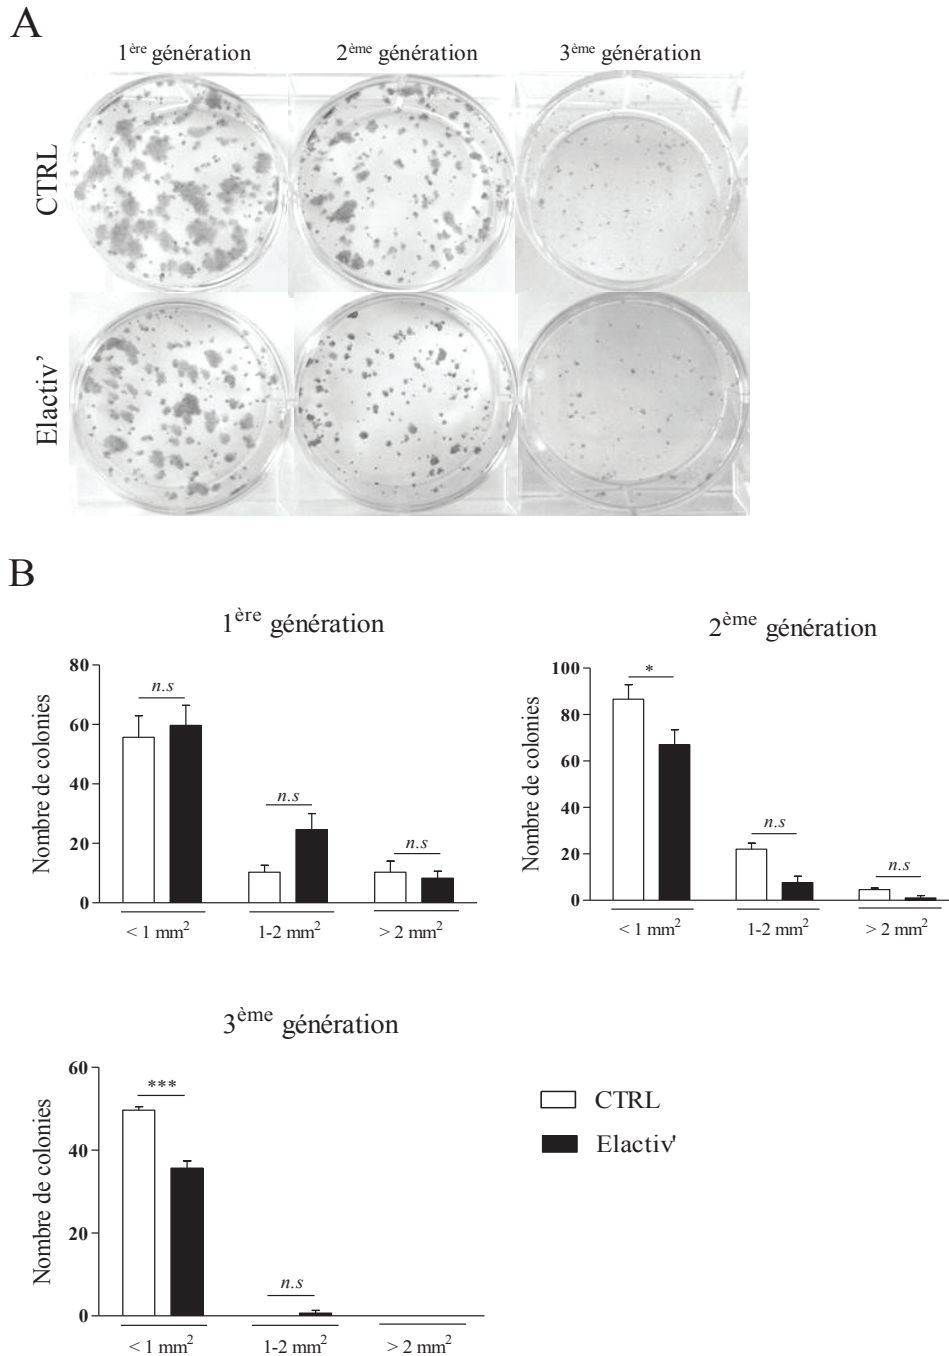 A
1ère génération
2ème génération
3ème génération
CTRL
Elactiv’
B
1ère génération
Nombre de colonies
80
60
40
20
0
n.s
n.s
n.s
< 1 mm²
1-2 mm²
> 2 mm²
2ème génération
Nombre de colonies
100
80
60
40
20
0
*
n.s
n.s
< 1 mm²
1-2 mm²
> 2 mm²
3ème génération
Nombre de colonies
60
40
20
0
***
n.s
< 1 mm²
1-2 mm²
> 2 mm²
CTRL
Elactiv'